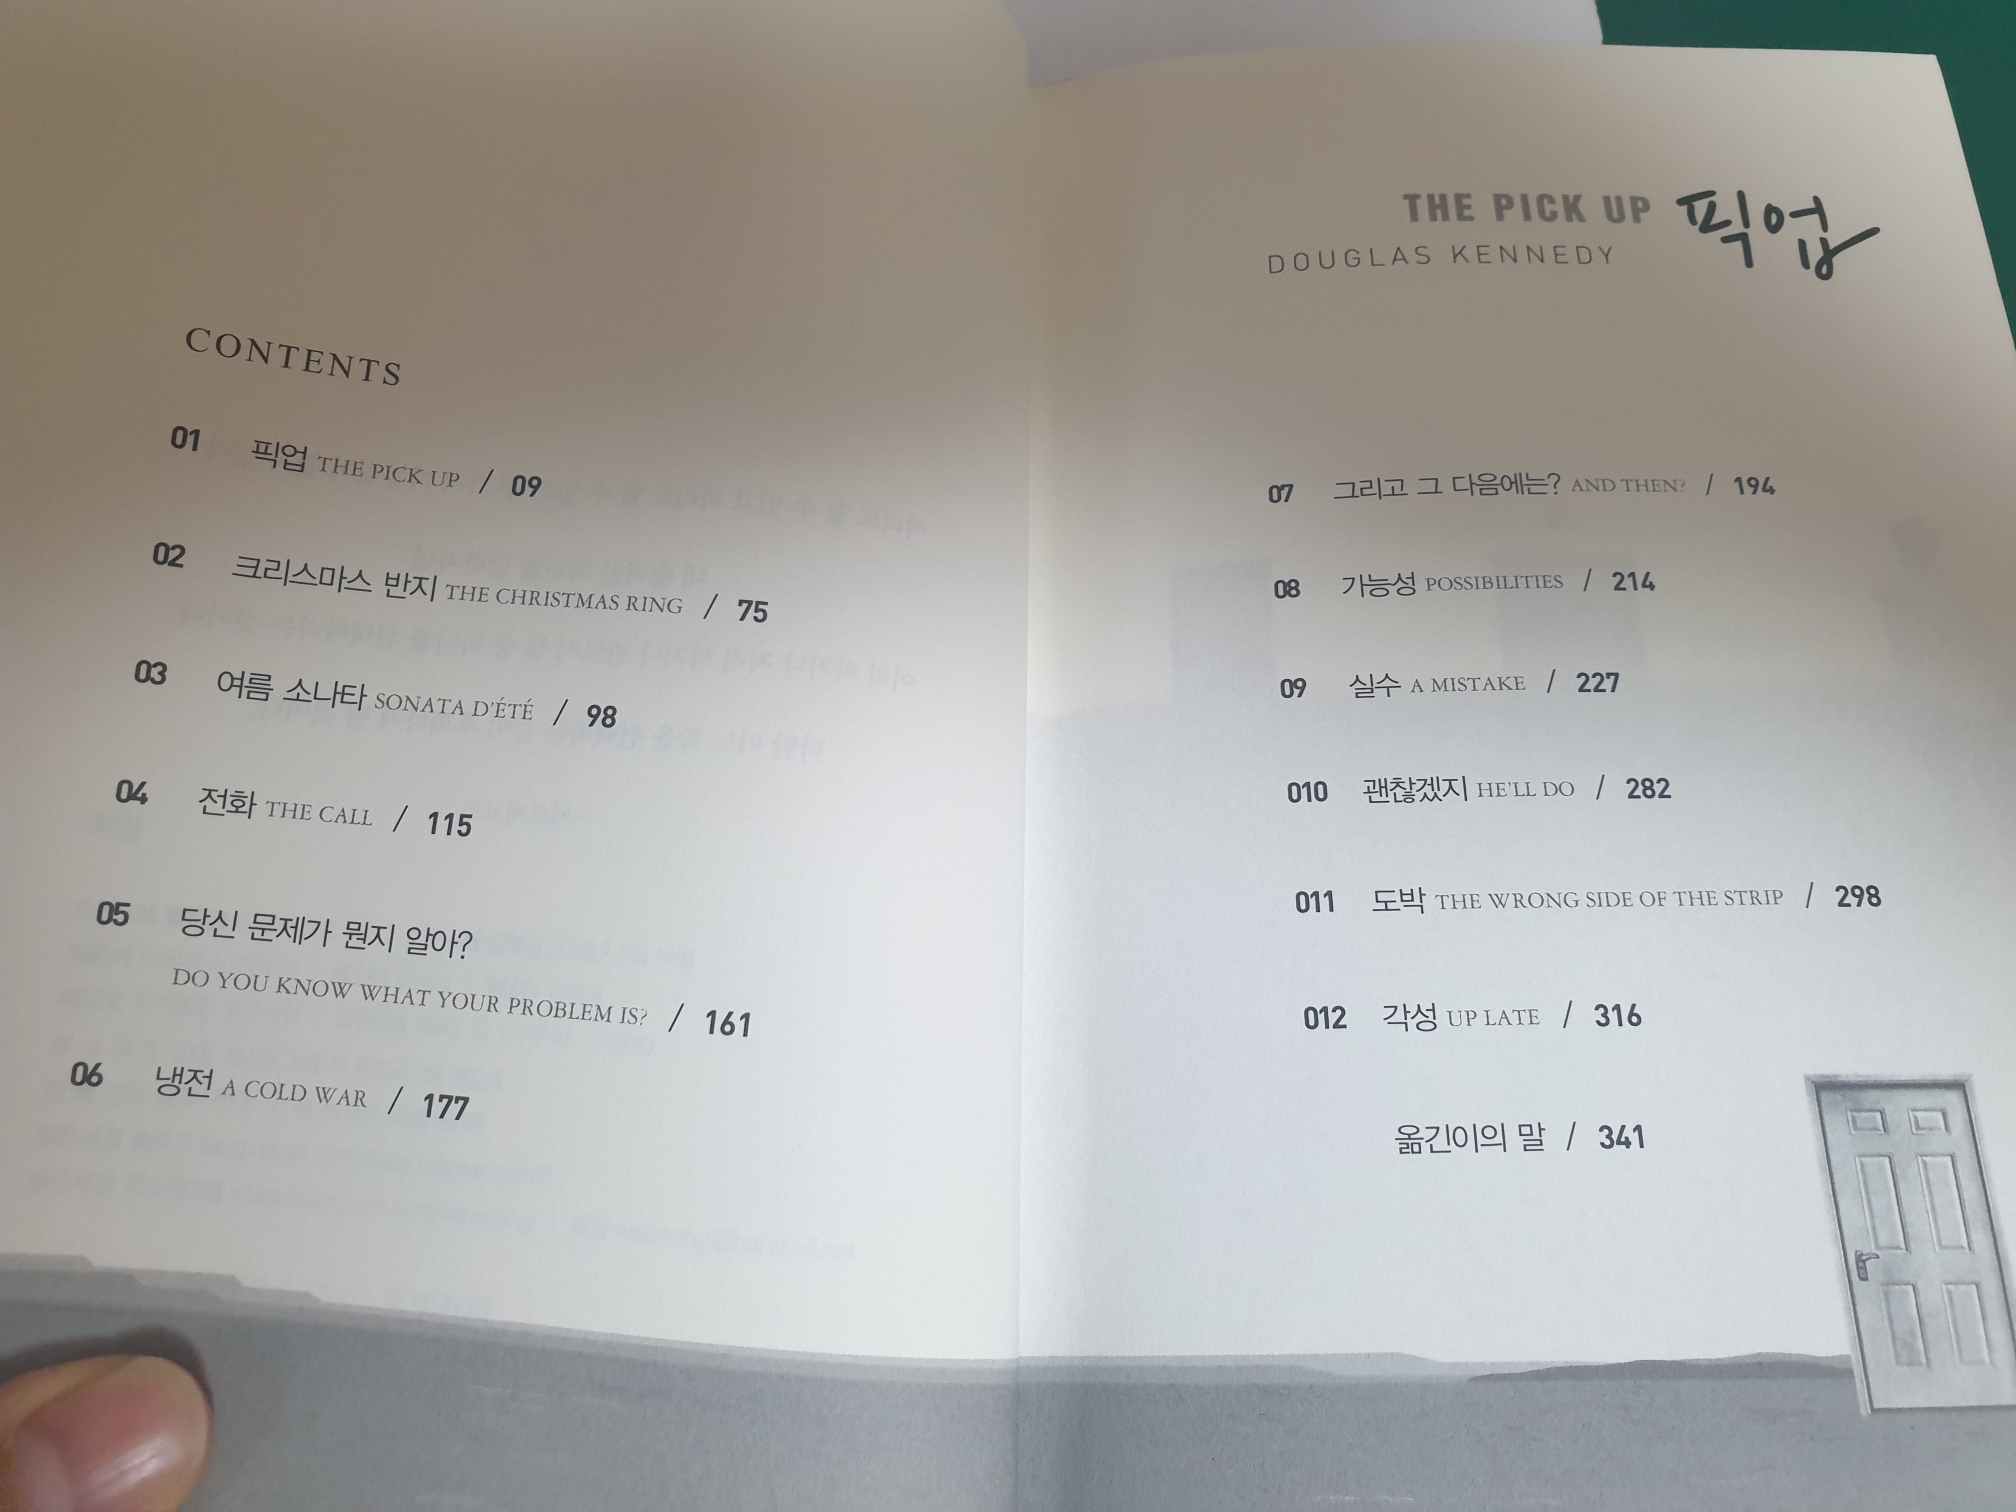 CONTENTS
01 픽업 THE PICK UP / 09
02 크리스마스 반지 THE CHRISTMAS RING / 75
03 여름 소나타 SONATA D'ÉTÉ / 98
04 전화 THE CALL / 115
05 당신 문제가 뭔지 알아?
DO YOU KNOW WHAT YOUR PROBLEM IS? / 161
06 냉전 A COLD WAR / 177
THE PICK UP 픽업
DOUGLAS KENNEDY
07 그리고 그 다음에는? AND THEN? / 194
08 가능성 POSSIBILITIES / 214
09 실수 A MISTAKE / 227
010 괜찮겠지 HE'LL DO / 282
011 도박 THE WRONG SIDE OF THE STRIP / 298
012 각성 UP LATE / 316
옮긴이의 말 / 341